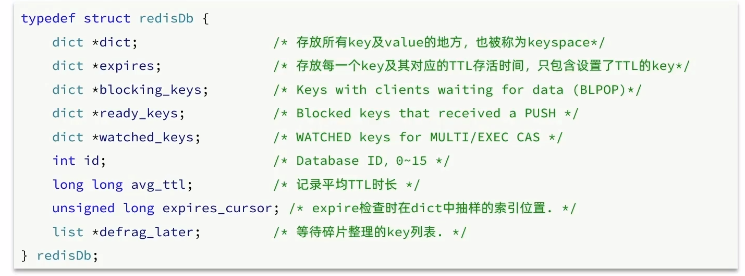 typedef struct redisDb {
    dict *dict;                 /* 存放所有key及value的地方，也被称为keyspace*/
    dict *expires;              /* 存放每一个key及其对应的TTL存活时间，只包含设置了TTL的key*/
    dict *blocking_keys;        /* Keys with clients waiting for data (BLPOP)*/
    dict *ready_keys;           /* Blocked keys that received a PUSH */
    dict *watched_keys;         /* WATCHED keys for MULTI/EXEC CAS */
    int id;                     /* Database ID，0~15 */
    long long avg_ttl;          /* 记录平均TTL时长 */
    unsigned long expires_cursor; /* expire检查时在dict中抽样的索引位置. */
    list *defrag_later;         /* 等待碎片整理的key列表. */
} redisDb;